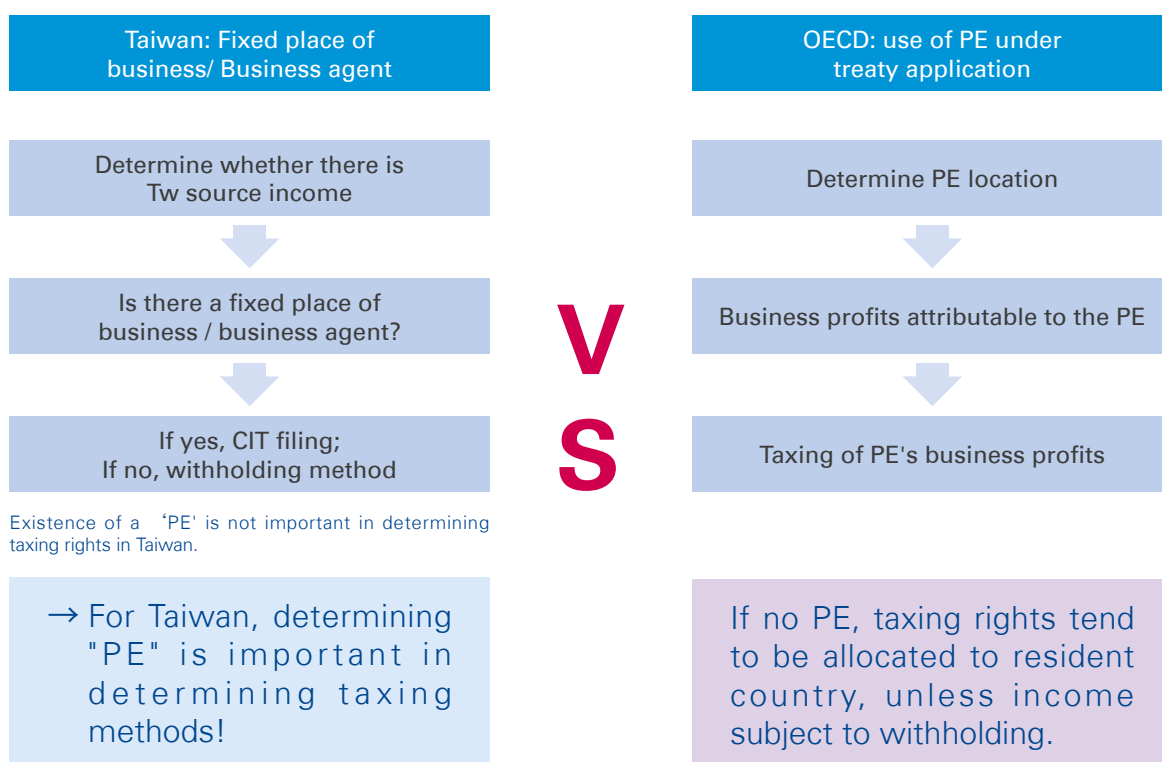 Taiwan: Fixed place of
business/ Business agent
Determine whether there is
Tw source income
Is there a fixed place of
business / business agent?
If yes, CIT filing;
If no, withholding method
Existence of a ‘PE' is not important in determining
taxing rights in Taiwan.
→ For Taiwan, determining
"PE" is important in
determining taxing
methods!
V
S
OECD: use of PE under
treaty application
Determine PE location
Business profits attributable to the PE
Taxing of PE's business profits
If no PE, taxing rights tend
to be allocated to resident
country, unless income
subject to withholding.